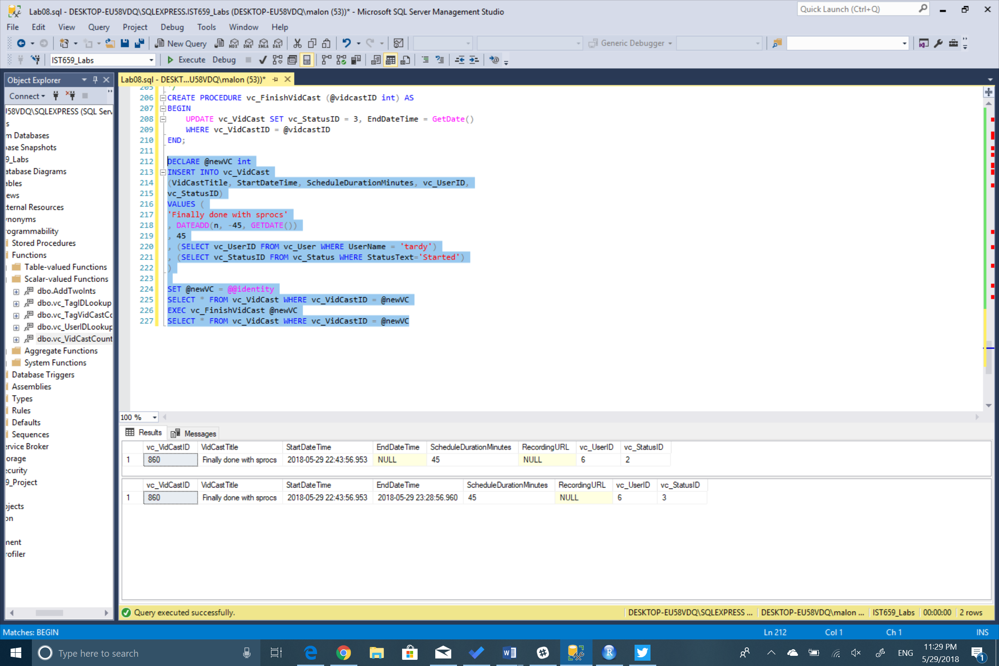 Lab08.sql - DESKTOP-EU58VDQ\SQLEXPRESS.IST659_Labs (DESKTOP-EU58VDQ\malon (53))* - Microsoft SQL Server Management Studio
Quick Launch (Ctrl+Q)
File Edit View Query Project Debug Tools Window Help
New Query MDX DMX XMLA DAX Generic Debugger
IST659_Labs Execute Debug
Object Explorer
Connect
J58VDQ\SQLEXPRESS (SQL Serv
s
m Databases
ase Snapshots
9_Labs
atabase Diagrams
ables
ews
ternal Resources
ynonyms
rogrammability
Stored Procedures
Functions
Table-valued Functions
Scalar-valued Functions
dbo.AddTwoInts
dbo.vc_TagIDLookup
dbo.vc_TagVidCastCo
dbo.vc_UserIDLookup
dbo.vc_VidCastCount
Aggregate Functions
System Functions
Database Triggers
Assemblies
Types
Rules
Defaults
Sequences
ervice Broker
orage
ecurity
9_Project
jects
on
ment
rofiler
Lab08.sql - DESKT...U58VDQ\malon (53))*
205 */
206 CREATE PROCEDURE vc_FinishVidCast (@vidcastID int) AS
207 BEGIN
208 UPDATE vc_VidCast SET vc_StatusID = 3, EndDateTime = GetDate()
209 WHERE vc_VidCastID = @vidcastID
210 END;
211
212 DECLARE @newVC int
213 INSERT INTO vc_VidCast
214 (VidCastTitle, StartDateTime, ScheduleDurationMinutes, vc_UserID,
215 vc_StatusID)
216 VALUES (
217 'Finally done with sprocs'
218 , DATEADD(n, -45, GETDATE())
219 , 45
220 , (SELECT vc_UserID FROM vc_User WHERE UserName = 'tardy')
221 , (SELECT vc_StatusID FROM vc_Status WHERE StatusText='Started')
222 )
223
224 SET @newVC = @@identity
225 SELECT * FROM vc_VidCast WHERE vc_VidCastID = @newVC
226 EXEC vc_FinishVidCast @newVC
227 SELECT * FROM vc_VidCast WHERE vc_VidCastID = @newVC
100 %
Results Messages
vc_VidCastID VidCastTitle StartDateTime EndDateTime ScheduleDurationMinutes RecordingURL vc_UserID vc_StatusID
1 860 Finally done with sprocs 2018-05-29 22:43:56.953 NULL 45 NULL 6 2
vc_VidCastID VidCastTitle StartDateTime EndDateTime ScheduleDurationMinutes RecordingURL vc_UserID vc_StatusID
1 860 Finally done with sprocs 2018-05-29 22:43:56.953 2018-05-29 23:28:56.960 45 NULL 6 3
Query executed successfully. DESKTOP-EU58VDQ\SQLEXPRESS ... DESKTOP-EU58VDQ\malon ... IST659_Labs 00:00:00 2 rows
Matches: BEGIN Ln 212 Col 1 Ch 1 INS
Type here to search
ENG
11:29 PM
5/29/2018
1